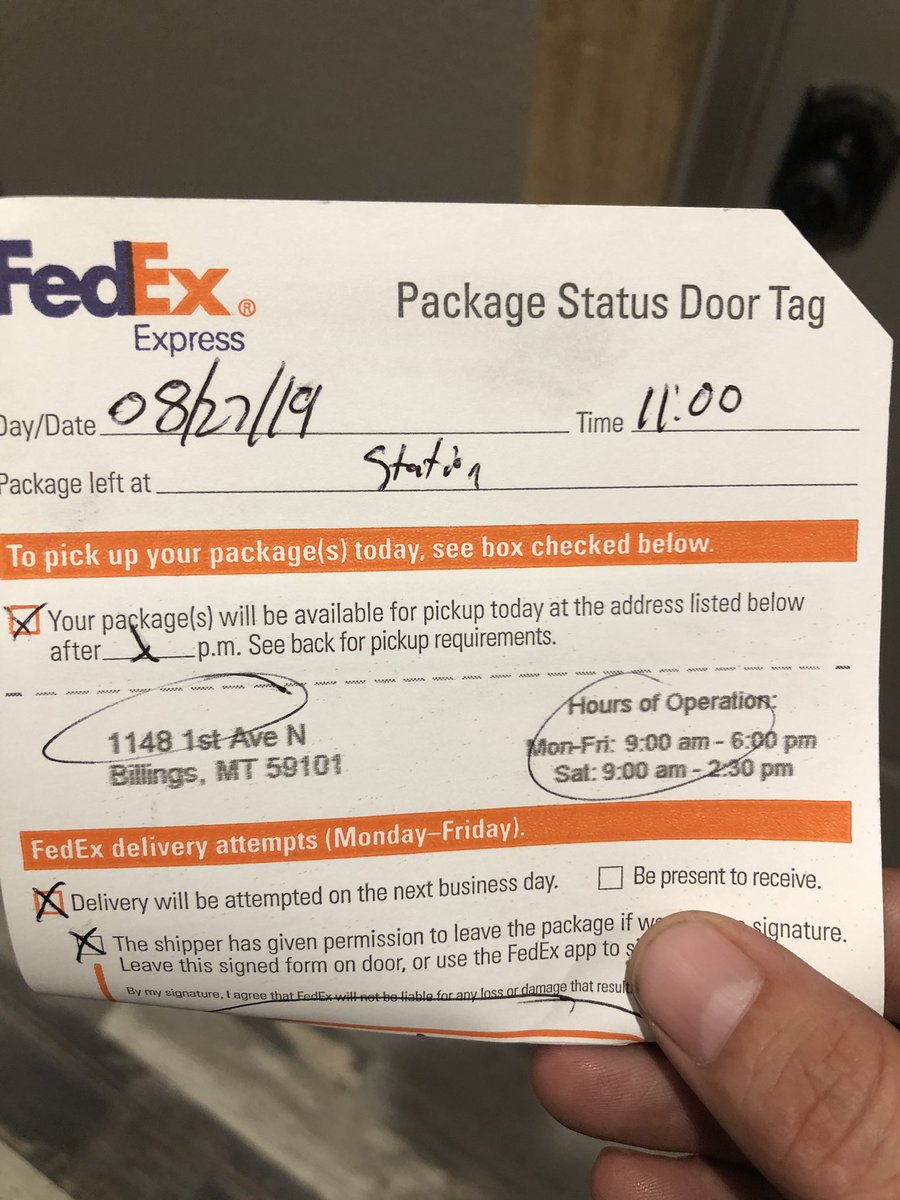 FedEx®
Express
Package Status Door Tag
Day/Date 08/27/19 Time 11:00
Package left at Station
To pick up your package(s) today, see box checked below.
Your package(s) will be available for pickup today at the address listed below
after p.m. See back for pickup requirements.
1148 1st Ave N
Billings, MT 59101
Hours of Operation:
Mon-Fri: 9:00 am - 6:00 pm
Sat: 9:00 am - 2:30 pm
FedEx delivery attempts (Monday–Friday).
Delivery will be attempted on the next business day. Be present to receive.
The shipper has given permission to leave the package if signature.
Leave this signed form on door, or use the FedEx app to
By my signature, I agree that FedEx will not be liable for any loss or damage that result